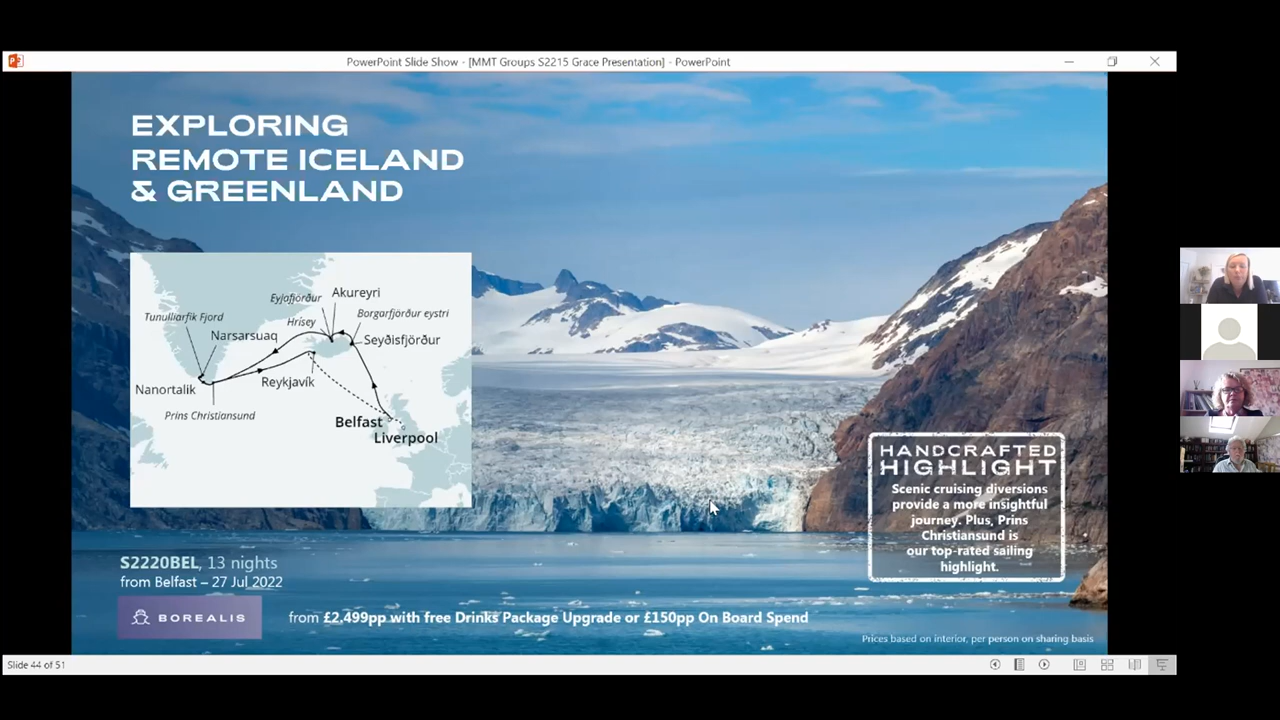 PowerPoint Slide Show - [MMT Groups S2215 Grace Presentation] - PowerPoint
EXPLORING
REMOTE ICELAND
& GREENLAND
Eyjafjörður
Akureyri
Tunulliarfik Fjord
Hrísey
Borgarfjörður eystri
Narsarsuaq
Seyðisfjörður
Nanortalik
Reykjavík
Prins Christiansund
Belfast
Liverpool
HANDCRAFTED
HIGHLIGHT
Scenic cruising diversions
provide a more insightful
journey. Plus, Prins
Christiansund is
our top-rated sailing
highlight.
S2220BEL, 13 nights
from Belfast – 27 Jul 2022
BOREALIS
from £2,499pp with free Drinks Package Upgrade or £150pp On Board Spend
Prices based on interior, per person on sharing basis
Slide 44 of 51